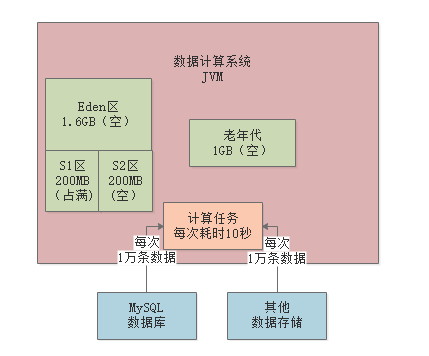 数据计算系统
JVM
Eden区
1.6GB（空）
老年代
1GB（空）
S1区
200MB
（占满）
S2区
200MB
（空）
计算任务
每次耗时10秒
每次
1万条数据
每次
1万条数据
MySQL
数据库
其他
数据存储